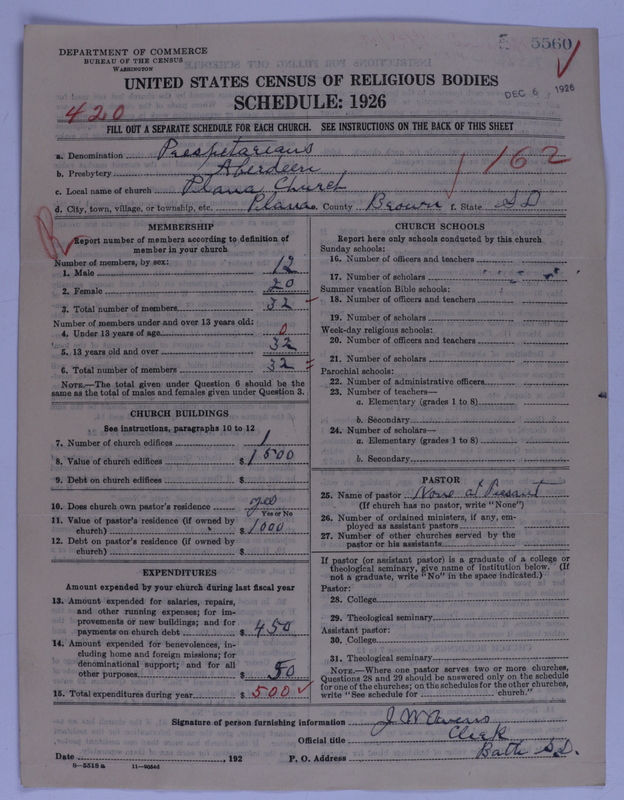 5560
DEPARTMENT OF COMMERCE
BUREAU OF THE CENSUS
WASHINGTON
DEC 6 1926
UNITED STATES CENSUS OF RELIGIOUS BODIES
SCHEDULE: 1926
420
FILL OUT A SEPARATE SCHEDULE FOR EACH CHURCH. SEE INSTRUCTIONS ON THE BACK OF THIS SHEET
a. Denomination Prespetarians
b. Presbytery Aberdeen
162
c. Local name of church Plana Church
d. City, town, village, or township, etc. Plana e. County Brown f. State SD
MEMBERSHIP
Report number of members according to definition of
member in your church
Number of members, by sex:
1. Male 12
2. Female 20
3. Total number of members 32
Number of members under and over 13 years old:
4. Under 13 years of age 0
5. 13 years old and over 32
6. Total number of members 32
NOTE.—The total given under Question 6 should be the
same as the total of males and females given under Question 3.
CHURCH BUILDINGS
See instructions, paragraphs 10 to 12
7. Number of church edifices 1
8. Value of church edifices $ 1500
9. Debt on church edifices $
10. Does church own pastor's residence yes
Yes or No
11. Value of pastor's residence (if owned by
church) $ 1000
12. Debt on pastor's residence (if owned by
church) $
EXPENDITURES
Amount expended by your church during last fiscal year
13. Amount expended for salaries, repairs,
and other running expenses; for im-
provements or new buildings; and for
payments on church debt $ 450
14. Amount expended for benevolences, in-
cluding home and foreign missions; for
denominational support; and for all
other purposes $ 50
15. Total expenditures during year $ 500
CHURCH SCHOOLS
Report here only schools conducted by this church
Sunday schools:
16. Number of officers and teachers
17. Number of scholars
Summer vacation Bible schools:
18. Number of officers and teachers
19. Number of scholars
Week-day religious schools:
20. Number of officers and teachers
21. Number of scholars
Parochial schools:
22. Number of administrative officers
23. Number of teachers—
a. Elementary (grades 1 to 8)
b. Secondary
24. Number of scholars—
a. Elementary (grades 1 to 8)
b. Secondary
PASTOR
25. Name of pastor None at Presant
(If church has no pastor, write "None")
26. Number of ordained ministers, if any, em-
ployed as assistant pastors
27. Number of other churches served by the
pastor or his assistants
If pastor (or assistant pastor) is a graduate of a college or
theological seminary, give name of institution below. (If
not a graduate, write "No" in the space indicated.)
Pastor:
28. College
29. Theological seminary
Assistant pastor:
30. College
31. Theological seminary
NOTE.—Where one pastor serves two or more churches,
Questions 28 and 29 should be answered only on the schedule
for one of the churches; on the schedules for the other churches,
write "See schedule for church."
Signature of person furnishing information J W Owens
Official title Clerk
Date 192 P. O. Address Bath S.D.
8—5518 a